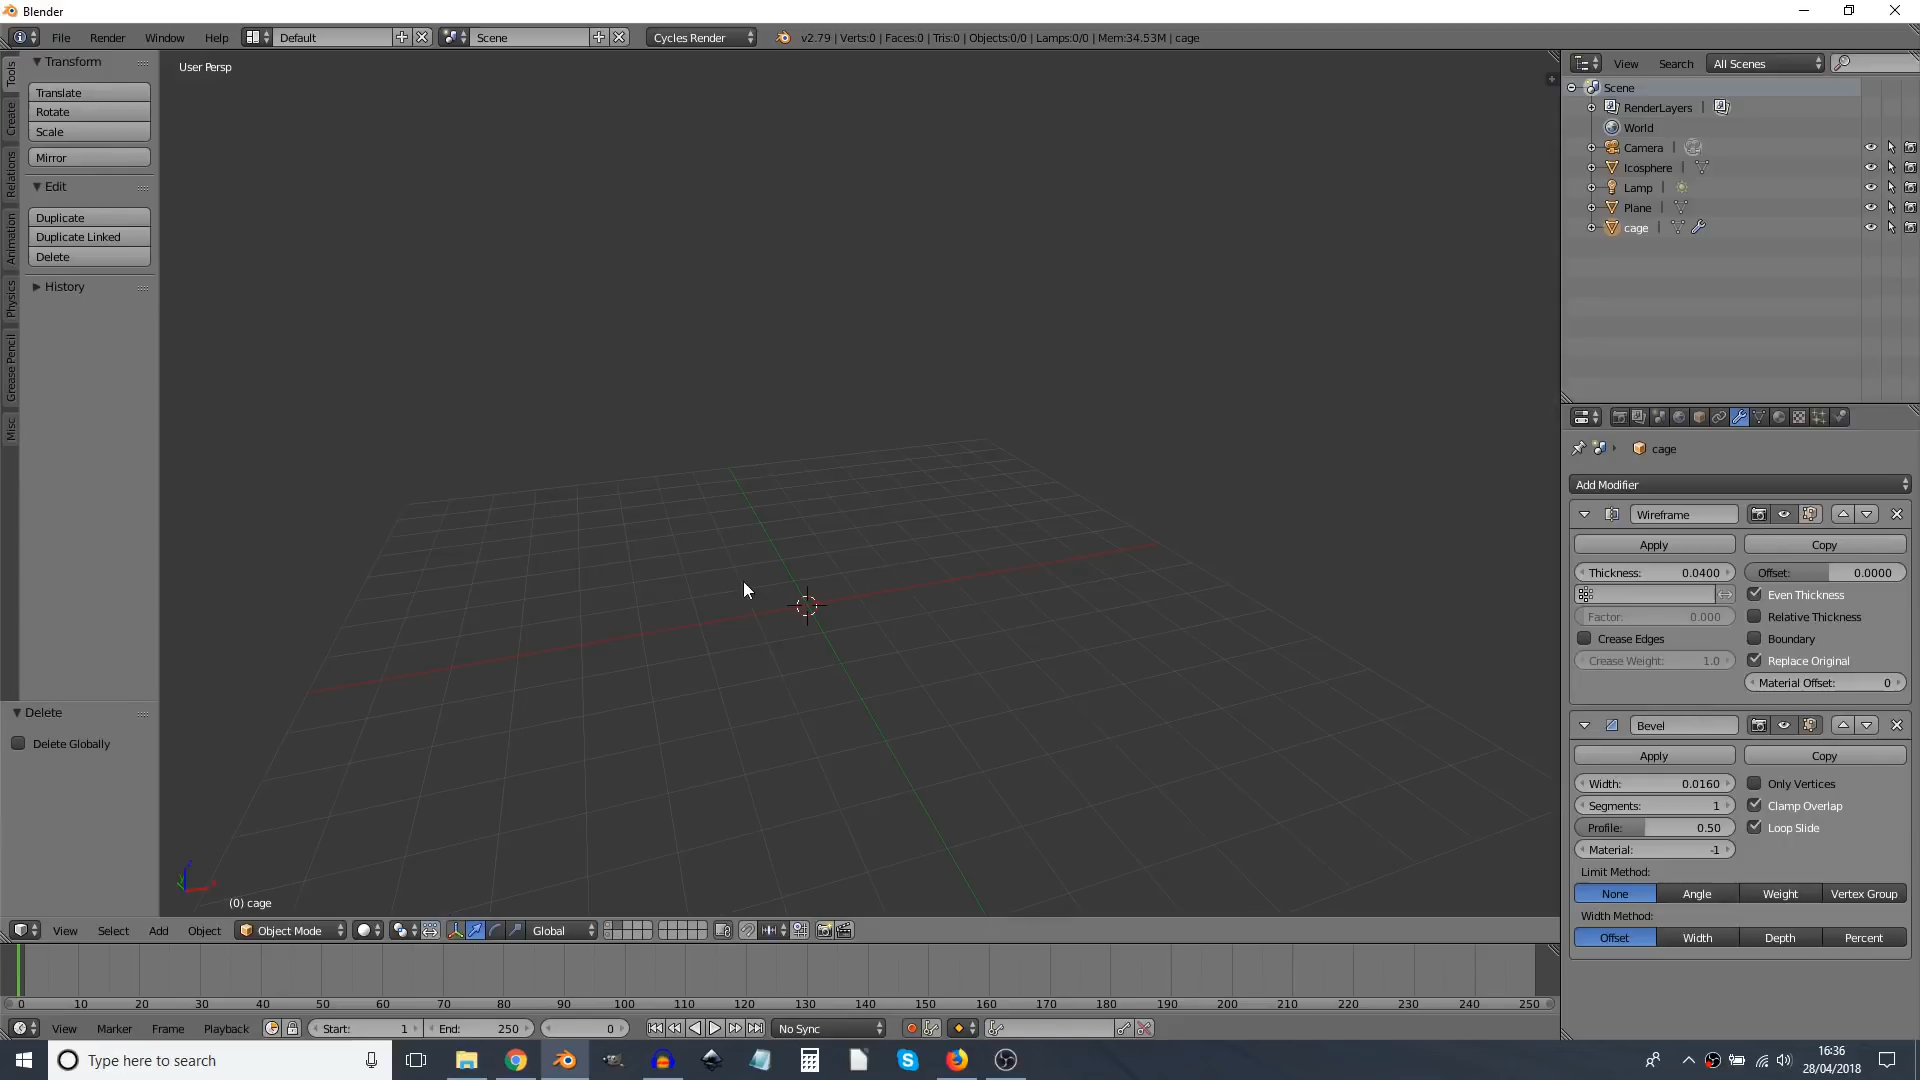 Blender
File Render Window Help Default Scene Cycles Render v2.79 | Verts:0 | Faces:0 | Tris:0 | Objects:0/0 | Lamps:0/0 | Mem:34.53M | cage
Tools
Create
Relations
Animation
Physics
Grease Pencil
Misc
Transform
Translate
Rotate
Scale
Mirror
Edit
Duplicate
Duplicate Linked
Delete
History
Delete
Delete Globally
User Persp
(0) cage
View Search All Scenes
Scene
RenderLayers
World
Camera
Icosphere
Lamp
Plane
cage
cage
Add Modifier
Wireframe
Apply Copy
Thickness: 0.0400 Offset: 0.0000
Even Thickness
Factor: 0.000 Relative Thickness
Crease Edges Boundary
Crease Weight: 1.0 Replace Original
Material Offset: 0
Bevel
Apply Copy
Width: 0.0160 Only Vertices
Segments: 1 Clamp Overlap
Profile: 0.50 Loop Slide
Material: -1
Limit Method:
None Angle Weight Vertex Group
Width Method:
Offset Width Depth Percent
View Select Add Object Object Mode Global
0 10 20 30 40 50 60 70 80 90 100 110 120 130 140 150 160 170 180 190 200 210 220 230 240 250
View Marker Frame Playback Start: 1 End: 250 0 No Sync
Type here to search
16:36
28/04/2018